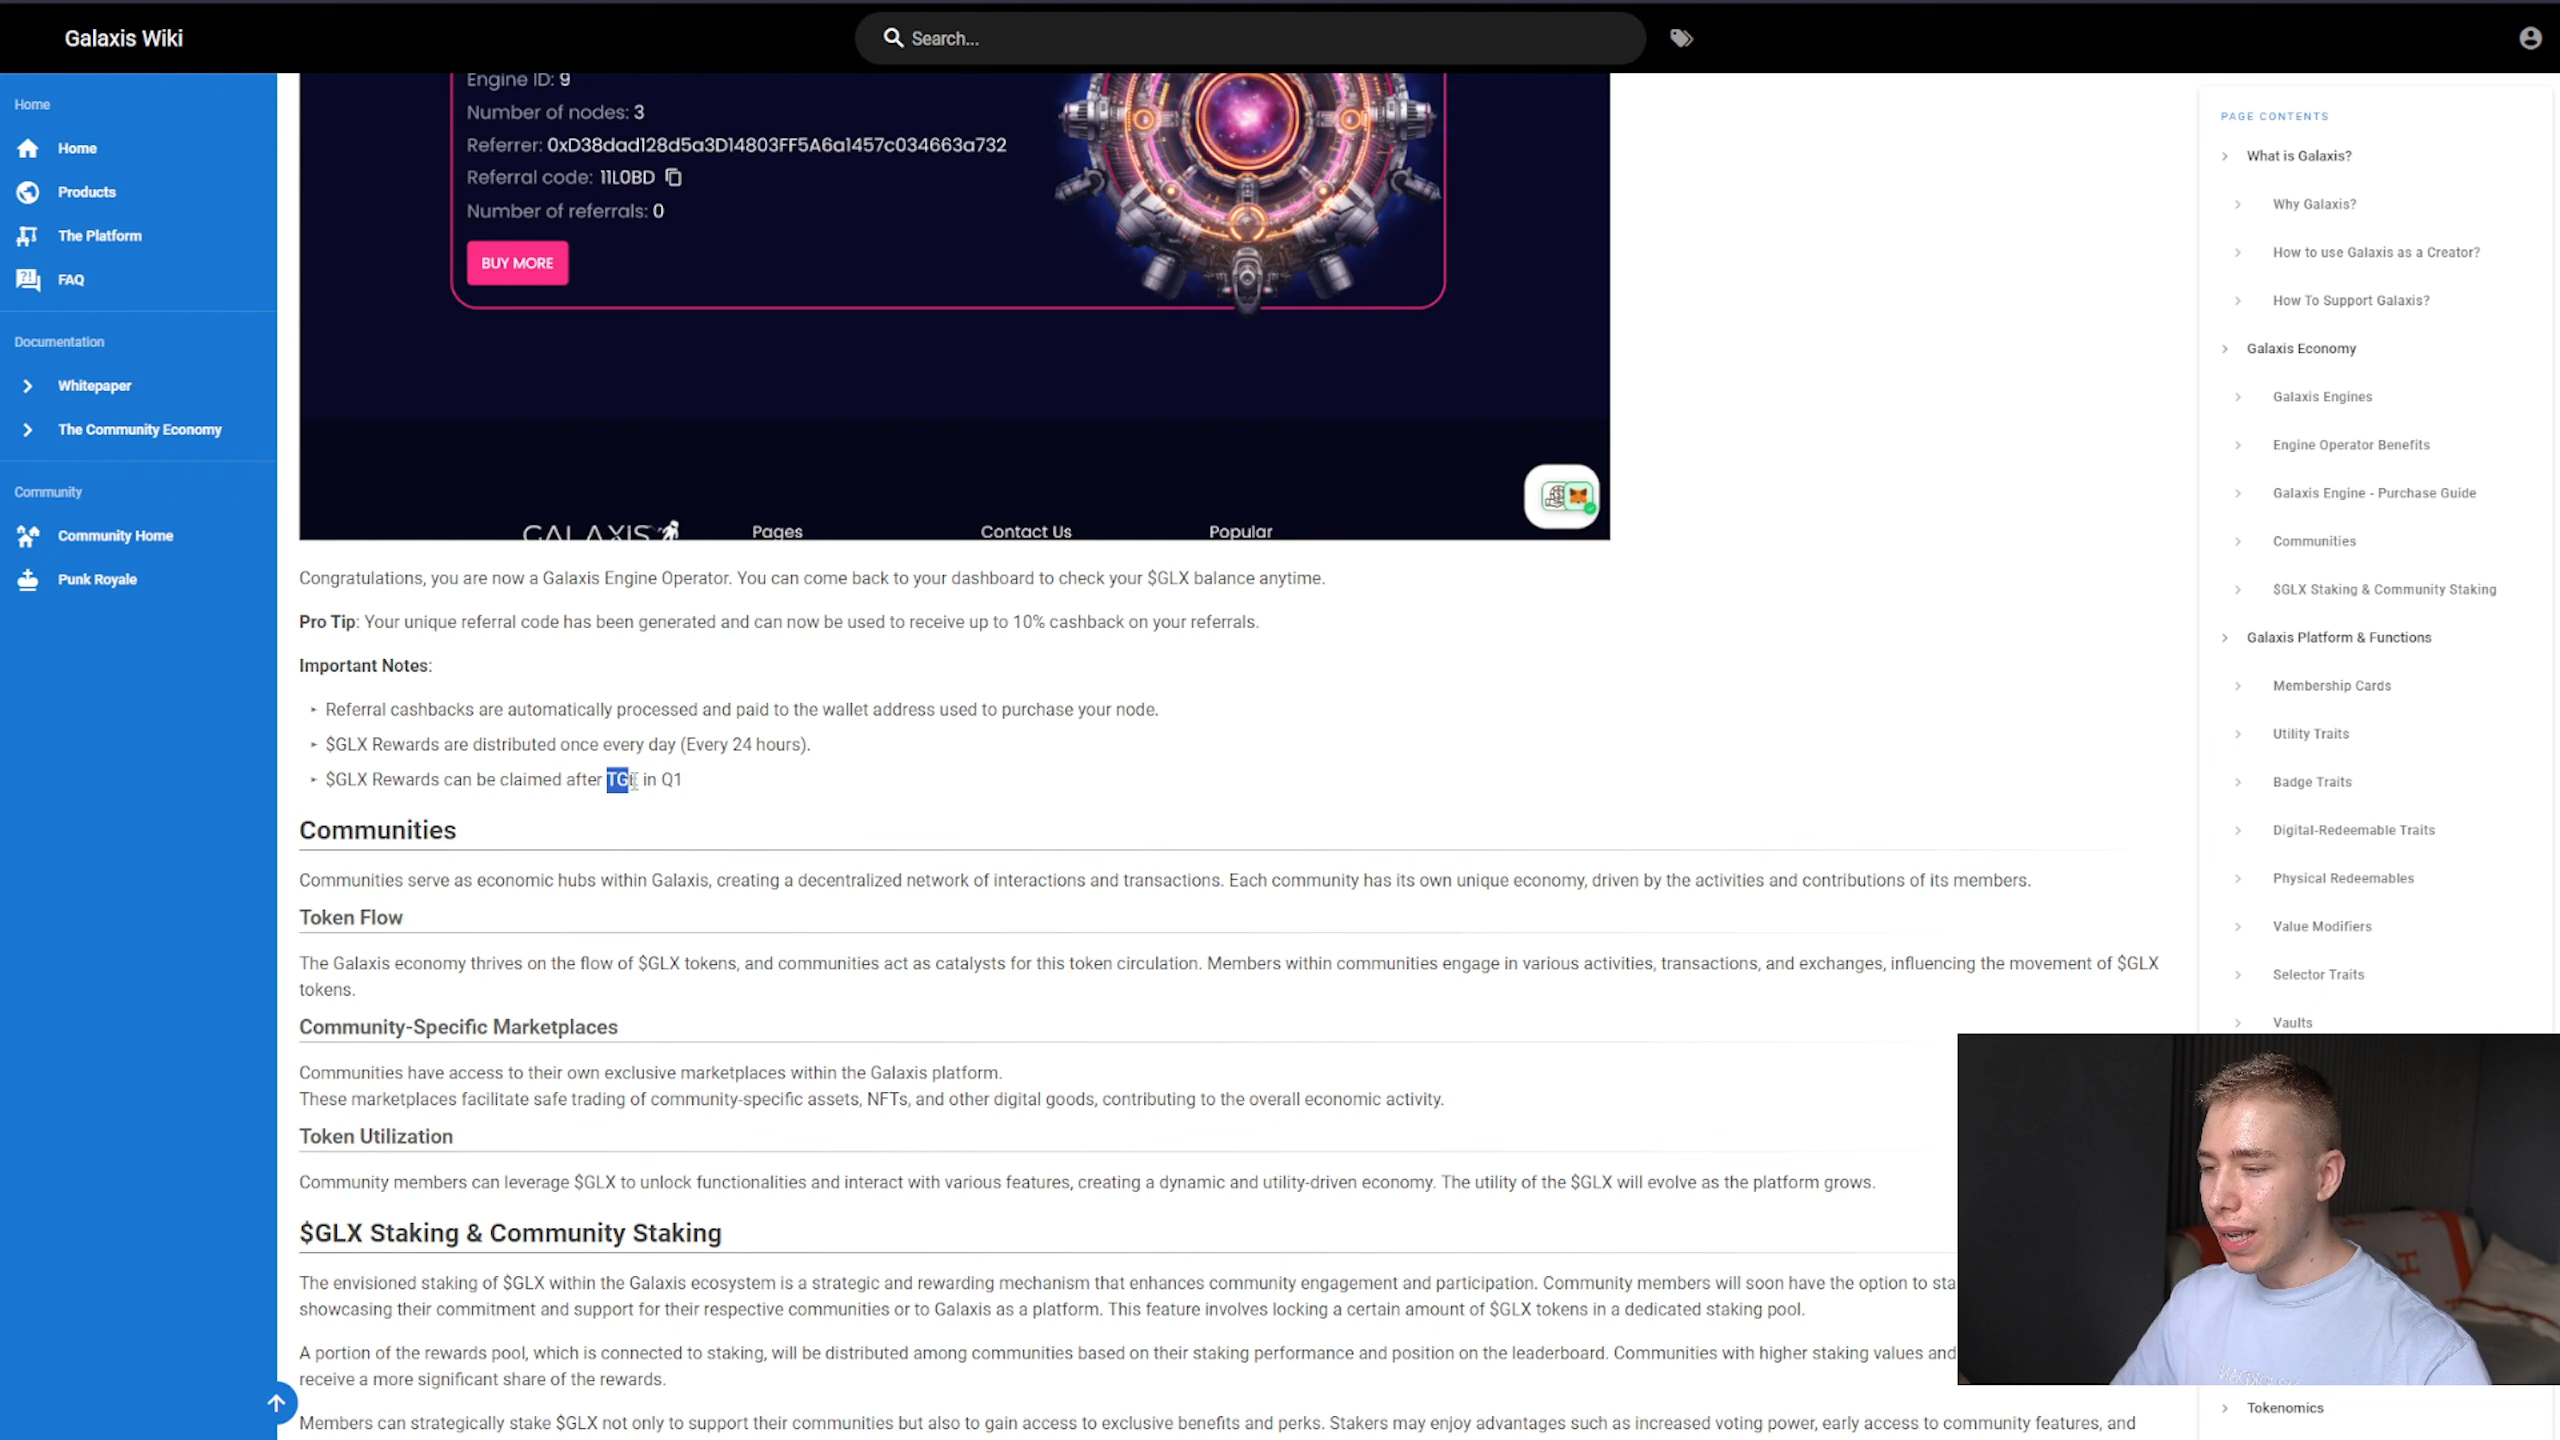 Galaxis Wiki
Search...
Home
Home
Products
The Platform
FAQ
Documentation
Whitepaper
The Community Economy
Community
Community Home
Punk Royale
Engine ID: 9
Number of nodes: 3
Referrer: 0xD38dad128d5a3D14803FF5A6a1457c034663a732
Referral code: 11L0BD
Number of referrals: 0
BUY MORE
GALAXIS
Pages
Contact Us
Popular
Congratulations, you are now a Galaxis Engine Operator. You can come back to your dashboard to check your $GLX balance anytime.
Pro Tip: Your unique referral code has been generated and can now be used to receive up to 10% cashback on your referrals.
Important Notes:
Referral cashbacks are automatically processed and paid to the wallet address used to purchase your node.
$GLX Rewards are distributed once every day (Every 24 hours).
$GLX Rewards can be claimed after in Q1
Communities
Communities serve as economic hubs within Galaxis, creating a decentralized network of interactions and transactions. Each community has its own unique economy, driven by the activities and contributions of its members.
Token Flow
The Galaxis economy thrives on the flow of $GLX tokens, and communities act as catalysts for this token circulation. Members within communities engage in various activities, transactions, and exchanges, influencing the movement of $GLX
tokens.
Community-Specific Marketplaces
Communities have access to their own exclusive marketplaces within the Galaxis platform.
These marketplaces facilitate safe trading of community-specific assets, NFTs, and other digital goods, contributing to the overall economic activity.
Token Utilization
Community members can leverage $GLX to unlock functionalities and interact with various features, creating a dynamic and utility-driven economy. The utility of the $GLX will evolve as the platform grows.
$GLX Staking & Community Staking
The envisioned staking of $GLX within the Galaxis ecosystem is a strategic and rewarding mechanism that enhances community engagement and participation. Community members will soon have the option to sta
showcasing their commitment and support for their respective communities or to Galaxis as a platform. This feature involves locking a certain amount of $GLX tokens in a dedicated staking pool.
A portion of the rewards pool, which is connected to staking, will be distributed among communities based on their staking performance and position on the leaderboard. Communities with higher staking values and
receive a more significant share of the rewards.
Members can strategically stake $GLX not only to support their communities but also to gain access to exclusive benefits and perks. Stakers may enjoy advantages such as increased voting power, early access to community features, and
PAGE CONTENTS
What is Galaxis?
Why Galaxis?
How to use Galaxis as a Creator?
How To Support Galaxis?
Galaxis Economy
Galaxis Engines
Engine Operator Benefits
Galaxis Engine - Purchase Guide
Communities
$GLX Staking & Community Staking
Galaxis Platform & Functions
Membership Cards
Utility Traits
Badge Traits
Digital-Redeemable Traits
Physical Redeemables
Value Modifiers
Selector Traits
Vaults
Tokenomics